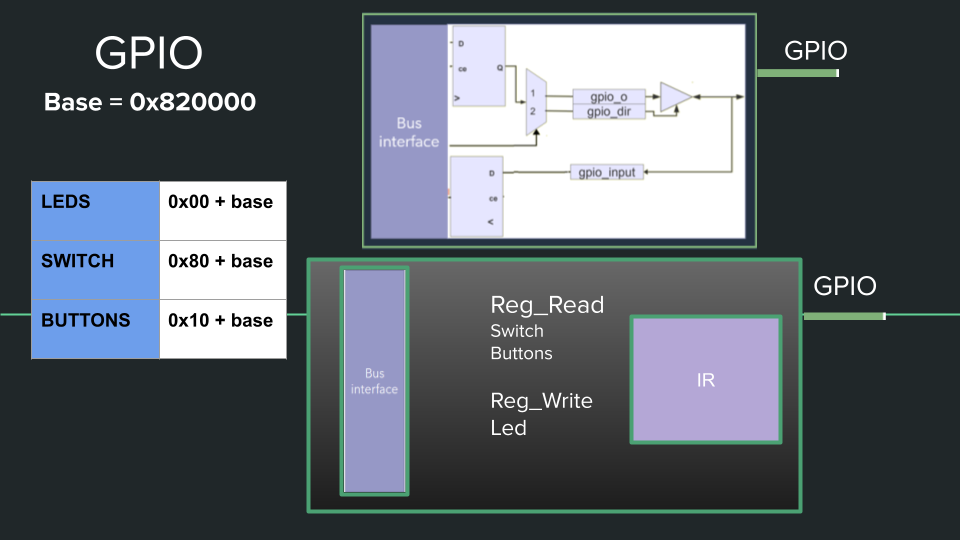 GPIO
Base = 0x820000
LEDS 0x00 + base
SWITCH 0x80 + base
BUTTONS 0x10 + base
Bus
interface
D
ce
Q
>
1
2
gpio_o
gpio_dir
gpio_input
D
ce
<
GPIO
Bus
interface
Reg_Read
Switch
Buttons
Reg_Write
Led
IR
GPIO